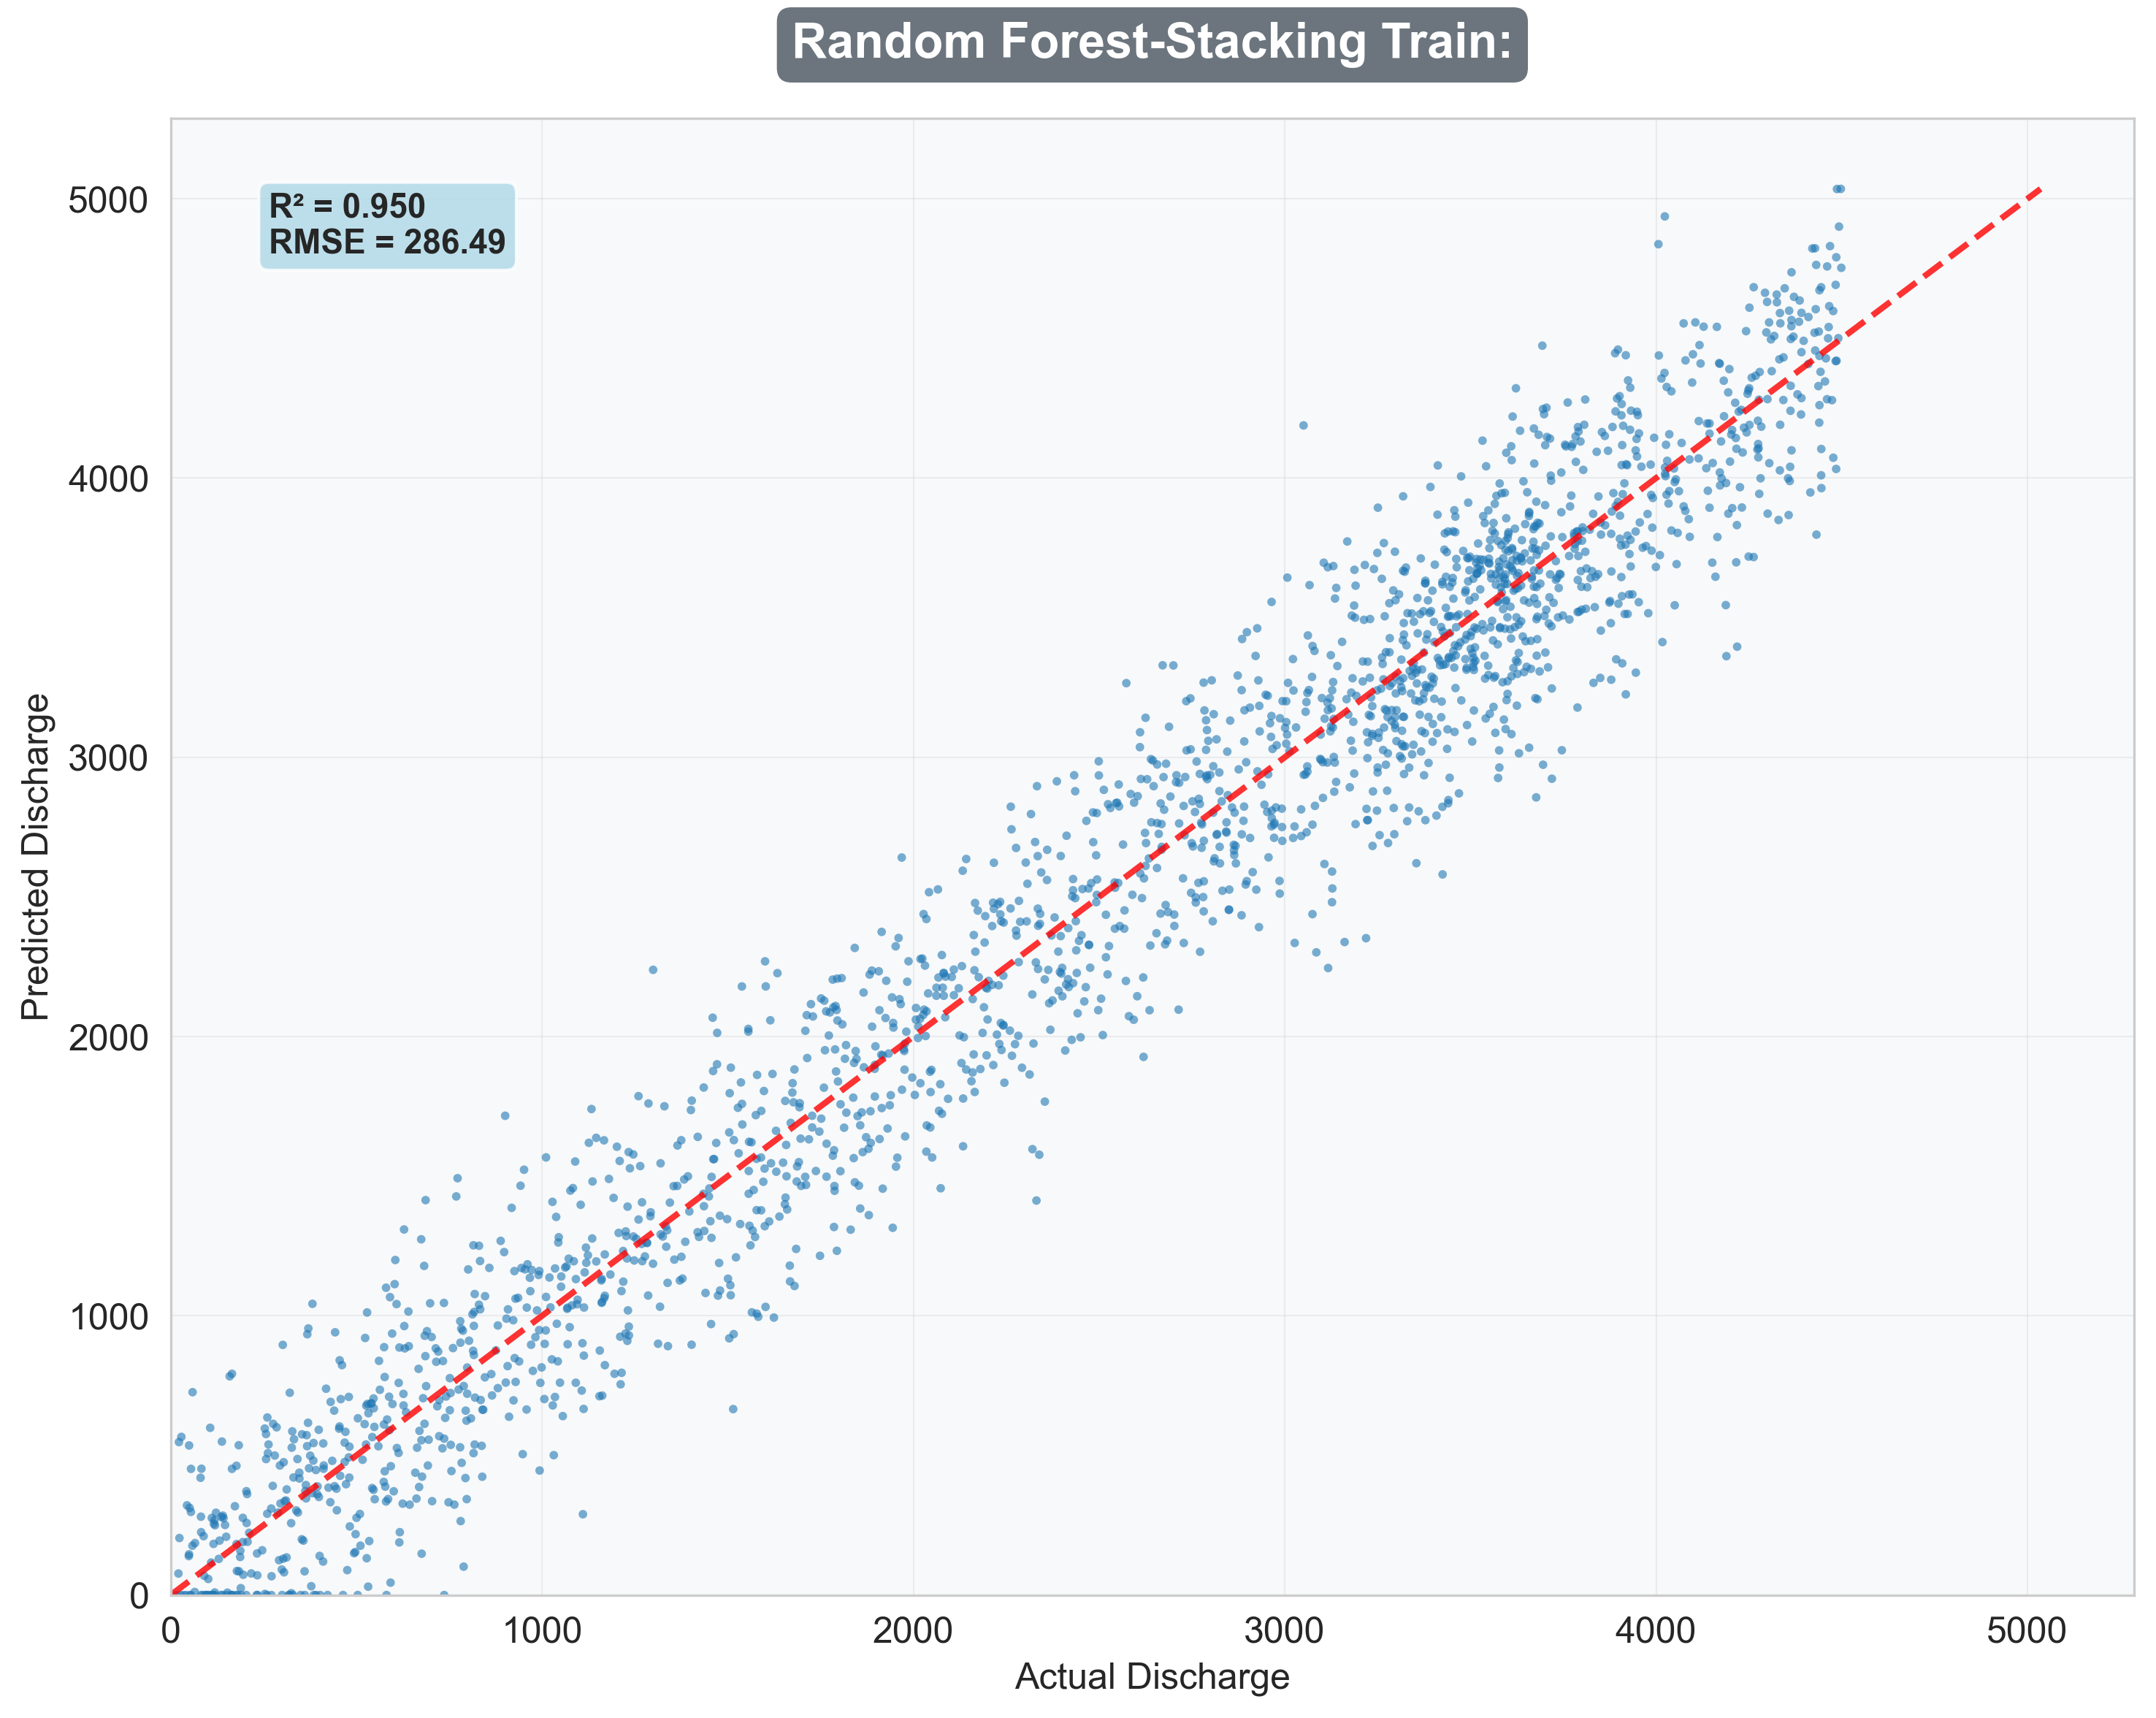 Random Forest-Stacking Train:
R² = 0.950
RMSE = 286.49
5000
4000
3000
2000
1000
0
Predicted Discharge
0 1000 2000 3000 4000 5000
Actual Discharge